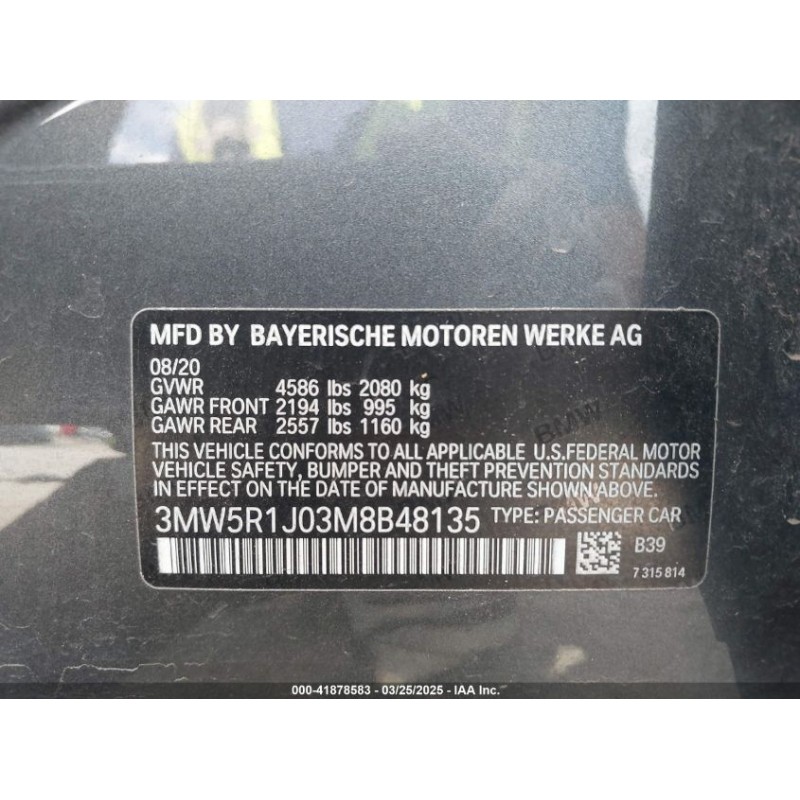 MFD BY BAYERISCHE MOTOREN WERKE AG
08/20
GVWR 4586 lbs 2080 kg
GAWR FRONT 2194 lbs 995 kg
GAWR REAR 2557 lbs 1160 kg
THIS VEHICLE CONFORMS TO ALL APPLICABLE U.S.FEDERAL MOTOR
VEHICLE SAFETY, BUMPER AND THEFT PREVENTION STANDARDS
IN EFFECT ON THE DATE OF MANUFACTURE SHOWN ABOVE.
3MW5R1J03M8B48135 TYPE: PASSENGER CAR
B39
7 315 814
000-41878583 - 03/25/2025 - IAA Inc.